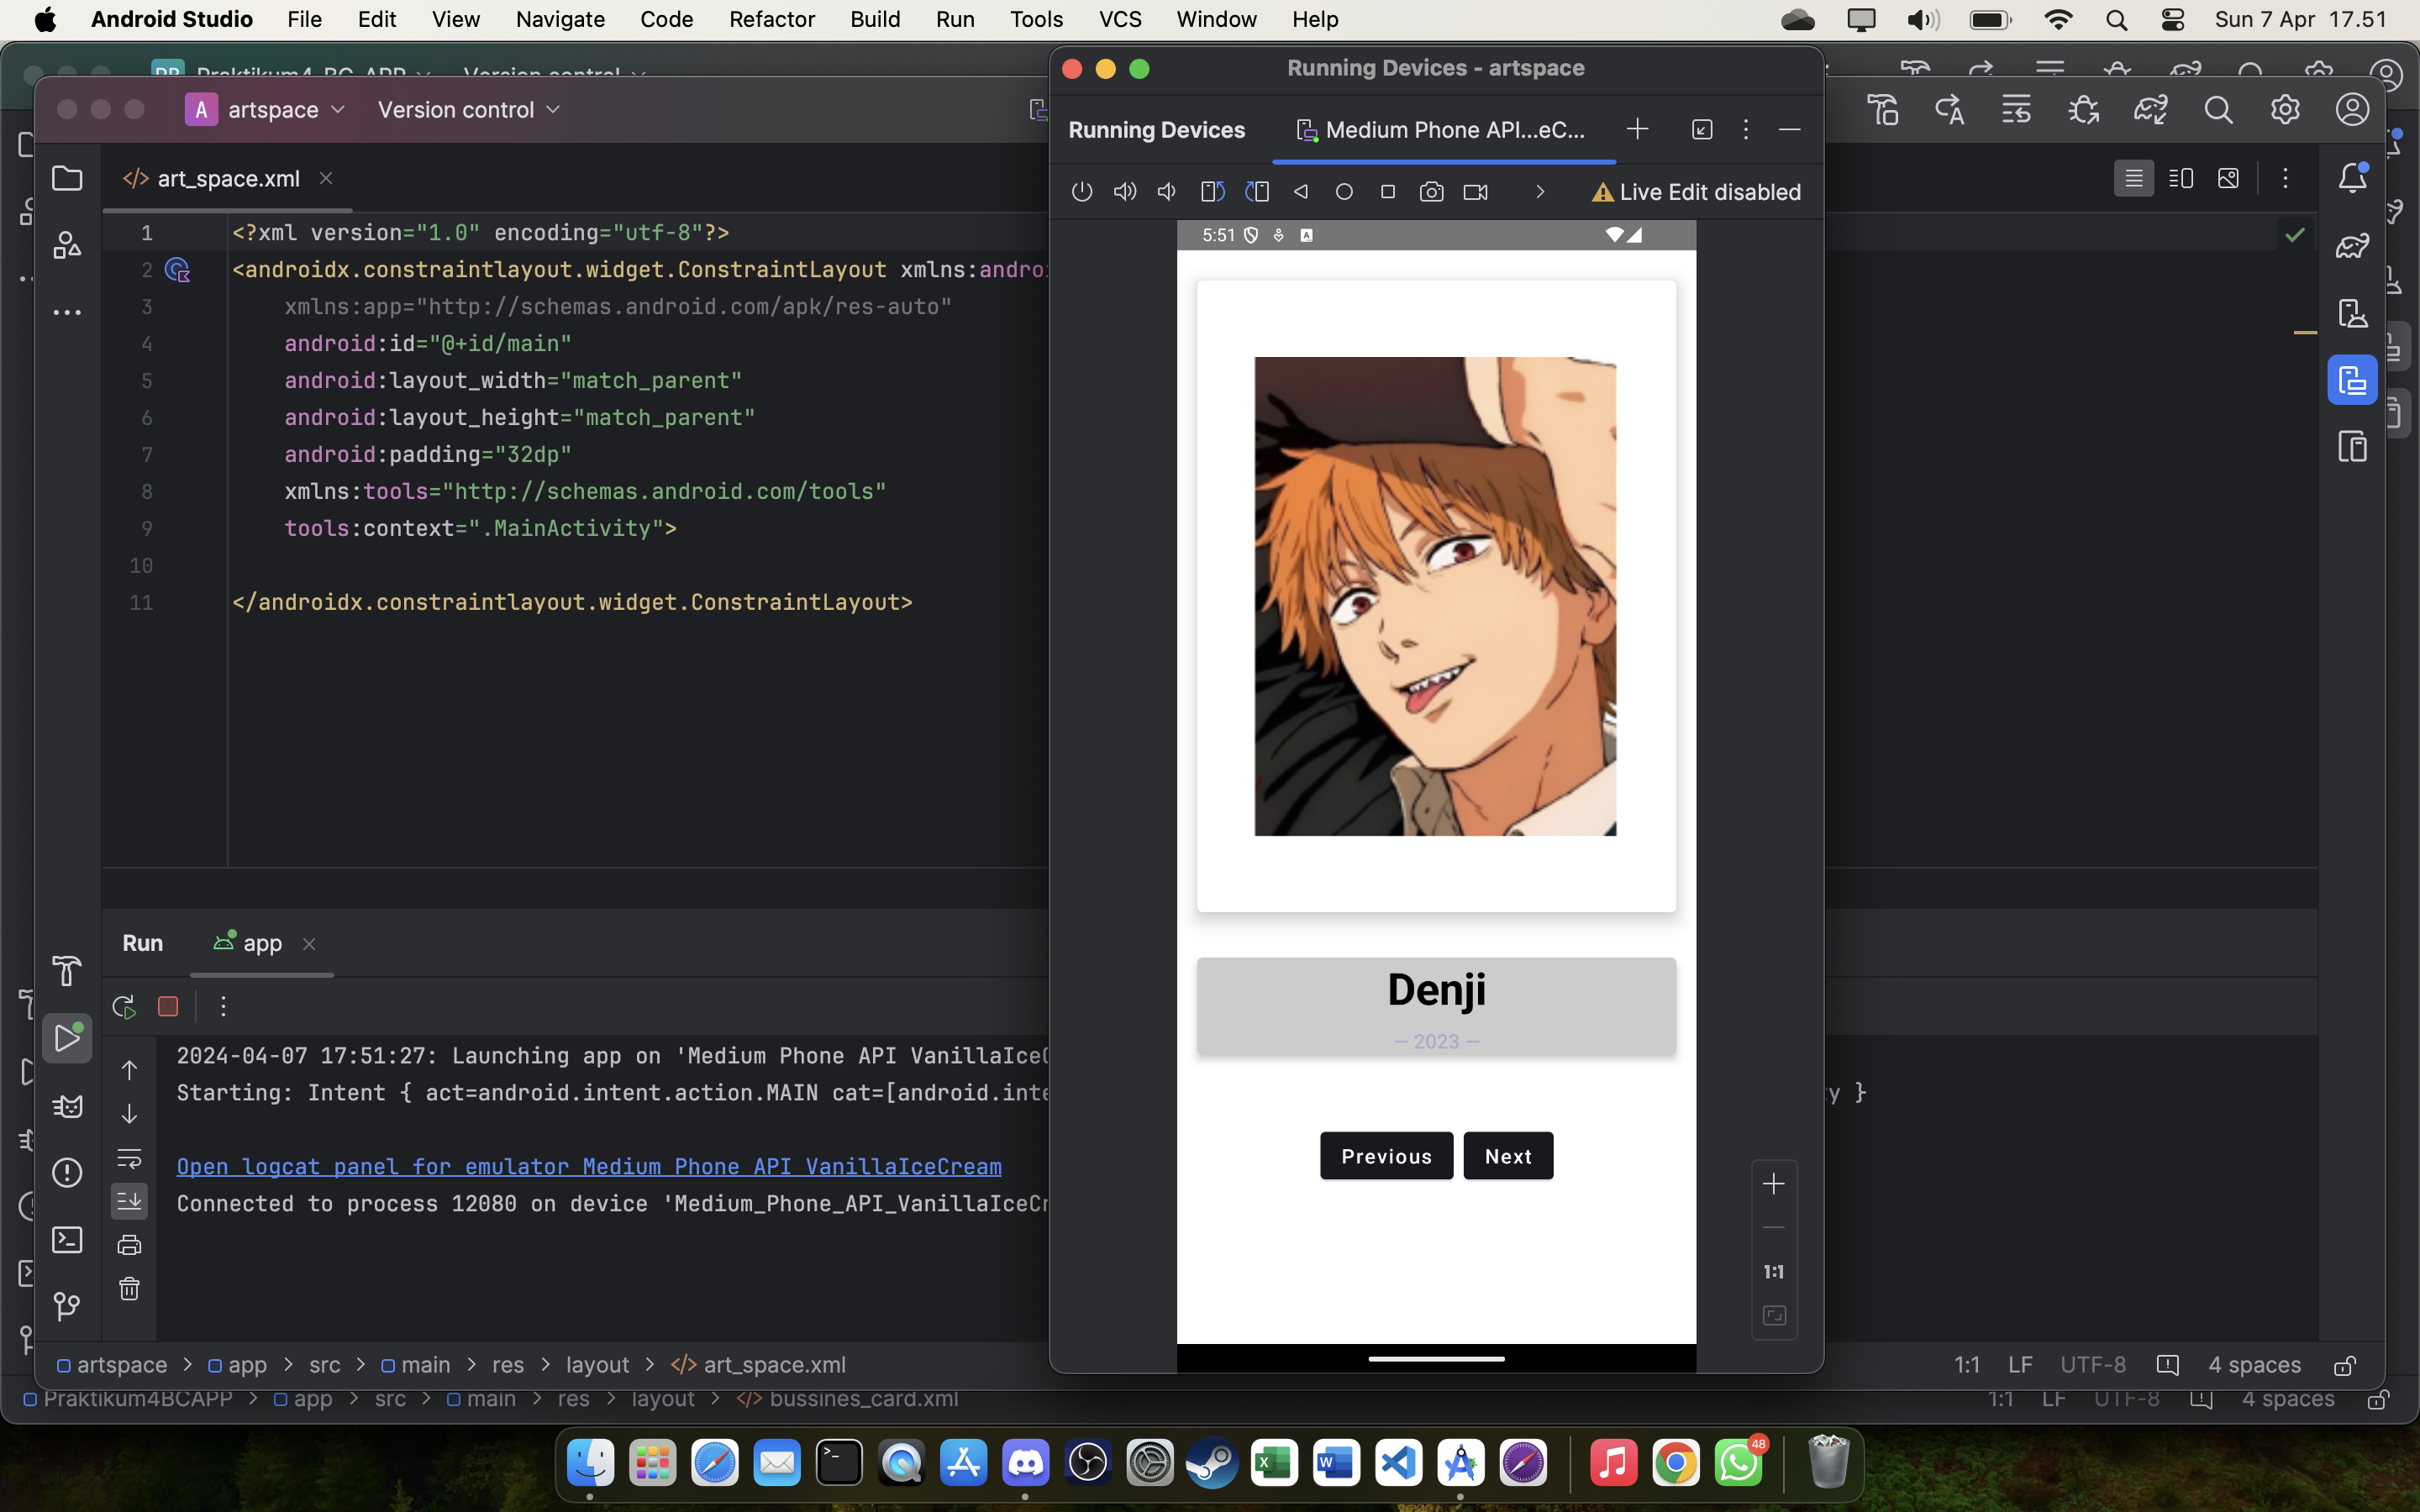 Android Studio File Edit View Navigate Code Refactor Build Run Tools VCS Window Help Sun 7 Apr 17.51
Running Devices - artspace
A artspace Version control
Running Devices Medium Phone API...eC...
art_space.xml
Live Edit disabled
5:51
1 <?xml version="1.0" encoding="utf-8"?>
2 <androidx.constraintlayout.widget.ConstraintLayout xmlns:andro
3 xmlns:app="http://schemas.android.com/apk/res-auto"
4 android:id="@+id/main"
5 android:layout_width="match_parent"
6 android:layout_height="match_parent"
7 android:padding="32dp"
8 xmlns:tools="http://schemas.android.com/tools"
9 tools:context=".MainActivity">
10
11 </androidx.constraintlayout.widget.ConstraintLayout>
Denji
— 2023 —
Previous Next
1:1
Run app
2024-04-07 17:51:27: Launching app on 'Medium Phone API VanillaIceC
Starting: Intent { act=android.intent.action.MAIN cat=[android.inte
y }
Open logcat panel for emulator Medium Phone API VanillaIceCream
Connected to process 12080 on device 'Medium_Phone_API_VanillaIceCr
artspace > app > src > main > res > layout > art_space.xml 1:1 LF UTF-8 4 spaces
Praktikum4BCAPP > app > src > main > res > layout > bussines_card.xml 1:1 LF UTF-8 4 spaces
48